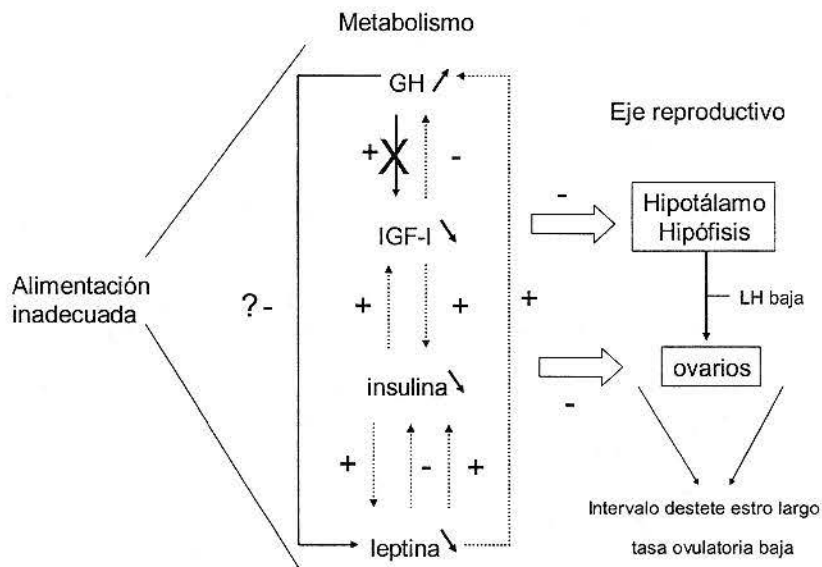 Metabolismo
GH
Eje reproductivo
+ X -
-
Hipotálamo
Hipófisis
IGF-I
Alimentación
inadecuada
?-
+ +
+
LH baja
insulina
ovarios
-
+ - +
Intervalo destete estro largo
leptina
tasa ovulatoria baja